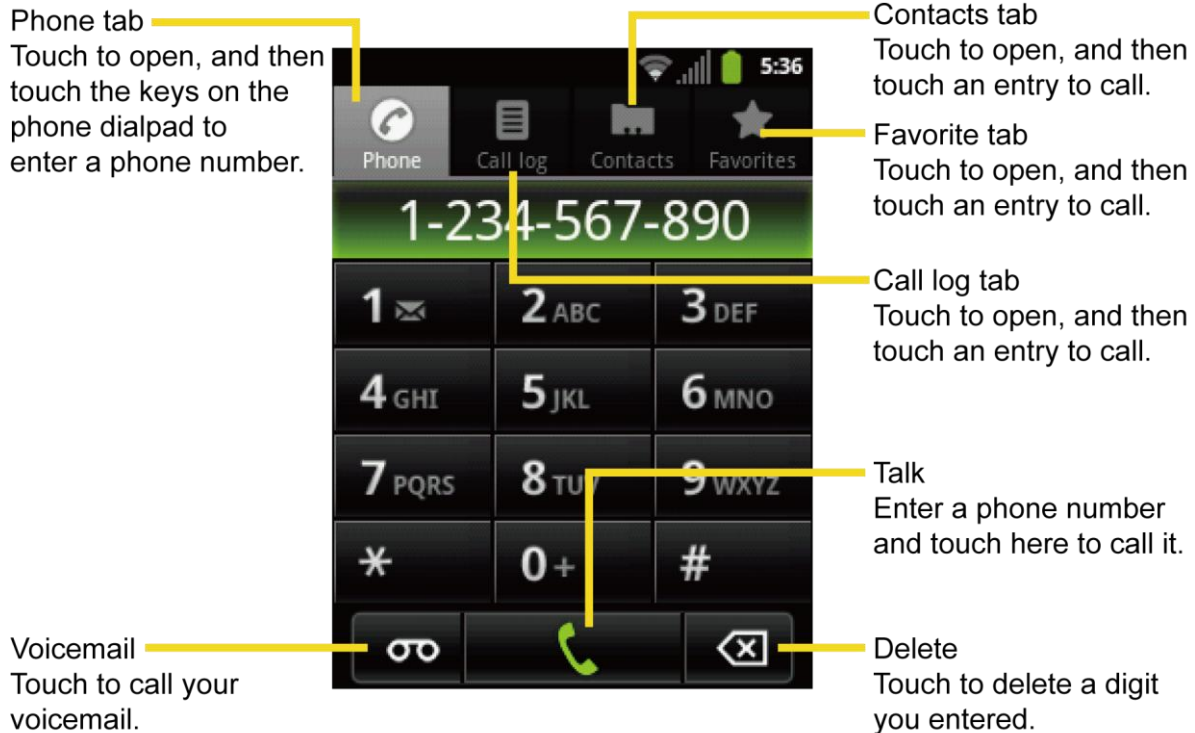 Phone tab
Touch to open, and then
touch the keys on the
phone dialpad to
enter a phone number.
Contacts tab
Touch to open, and then
touch an entry to call.
Favorite tab
Touch to open, and then
touch an entry to call.
Call log tab
Touch to open, and then
touch an entry to call.
Talk
Enter a phone number
and touch here to call it.
Delete
Touch to delete a digit
you entered.
Voicemail
Touch to call your
voicemail.
5:36
Phone Call log Contacts Favorites
1-234-567-890
1 2 ABC 3 DEF
4 GHI 5 JKL 6 MNO
7 PQRS 8 TUV 9 WXYZ
* 0 + #